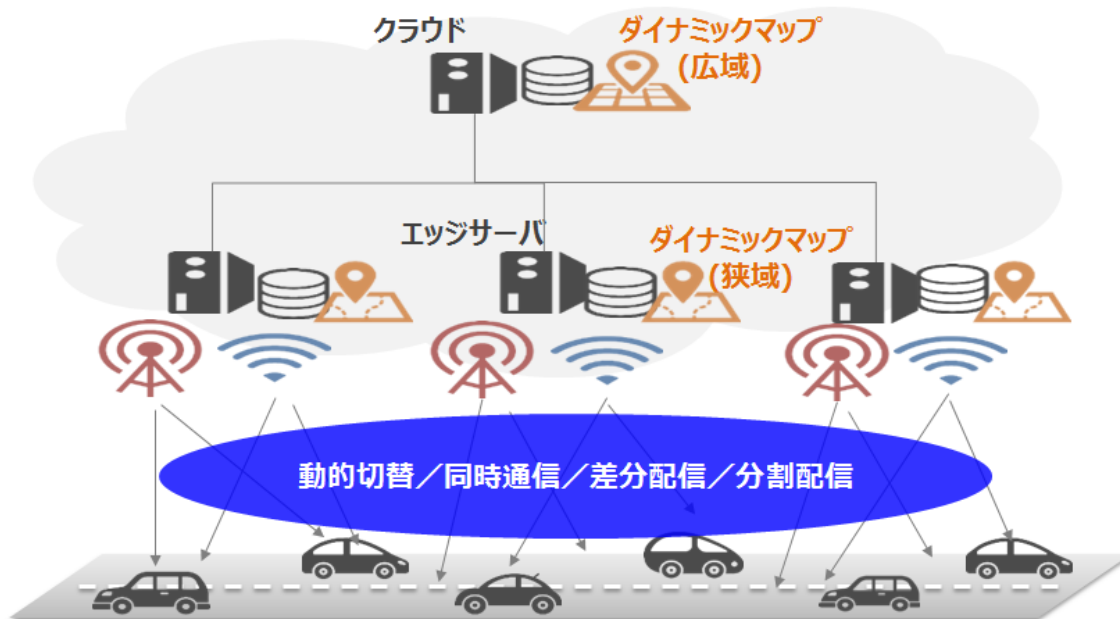 クラウド
ダイナミックマップ
(広域)
エッジサーバ
ダイナミックマップ
(狭域)
動的切替／同時通信／差分配信／分割配信